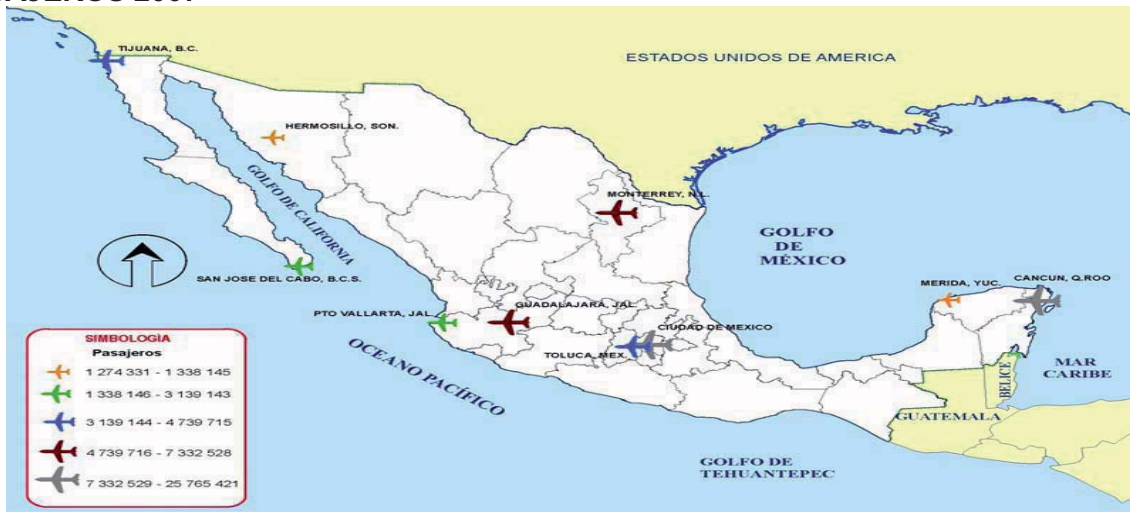 TIJUANA, B.C.
ESTADOS UNIDOS DE AMERICA
HERMOSILLO, SON.
GOLFO DE CALIFORNIA
MONTERREY, N.L.
GOLFO
DE
MÉXICO
SAN JOSE DEL CABO, B.C.S.
MERIDA, YUC.
CANCUN, Q.ROO
PTO VALLARTA, JAL.
GUADALAJARA, JAL.
CIUDAD DE MEXICO
TOLUCA, MEX.
OCEANO PACÍFICO
MAR
CARIBE
BELICE
GUATEMALA
GOLFO DE
TEHUANTEPEC
SIMBOLOGÌA
Pasajeros
1 274 331 - 1 338 145
1 338 146 - 3 139 143
3 139 144 - 4 739 715
4 739 716 - 7 332 528
7 332 529 - 25 765 421